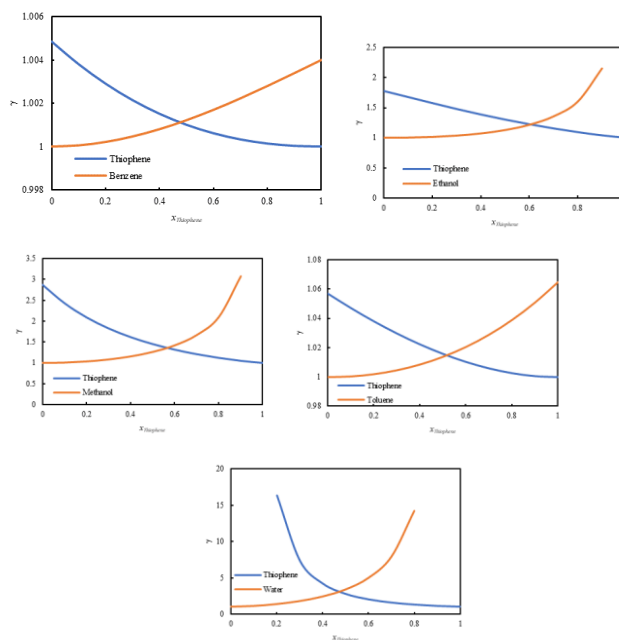 1.006
1.004
1.002
1
0.998
γ
Thiophene
Benzene
0 0.2 0.4 0.6 0.8 1
xThiophene
2.5
2
1.5
1
0.5
0
γ
Thiophene
Ethanol
0 0.2 0.4 0.6 0.8
xThiophene
3.5
3
2.5
2
1.5
1
0.5
0
γ
Thiophene
Methanol
0 0.2 0.4 0.6 0.8 1
xThiophene
1.08
1.06
1.04
1.02
1
0.98
γ
Thiophene
Toluene
0 0.2 0.4 0.6 0.8 1
xThiophene
20
15
10
5
0
γ
Thiophene
Water
0 0.2 0.4 0.6 0.8 1
xThiophene